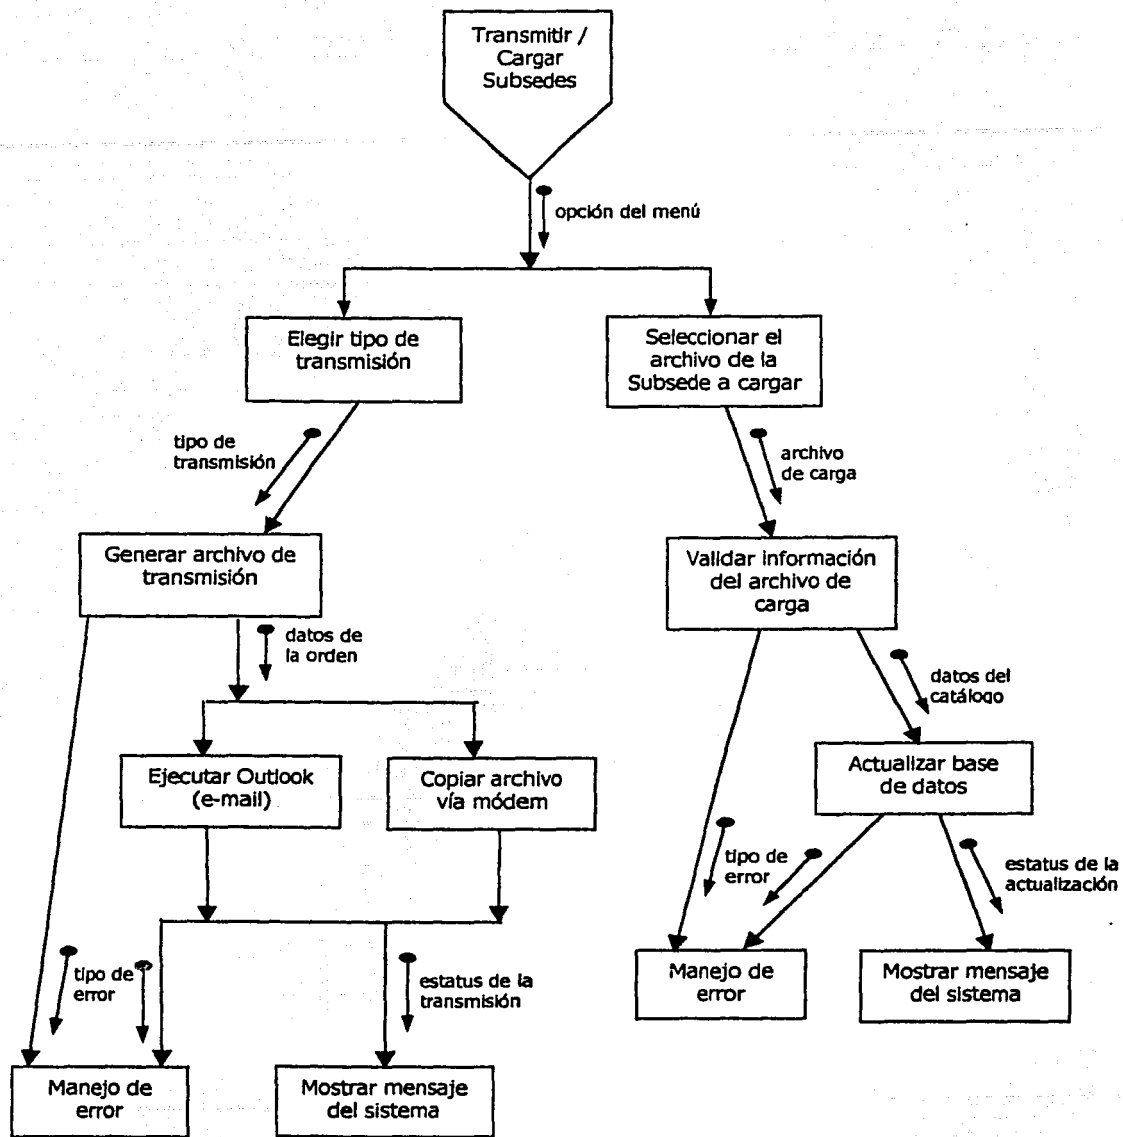 Transmitir /
Cargar
Subsedes
opción del menú
Elegir tipo de
transmisión
Seleccionar el
archivo de la
Subsede a cargar
tipo de
transmisión
archivo
de carga
Generar archivo de
transmisión
Validar información
del archivo de
carga
datos de
la orden
datos del
catálogo
Ejecutar Outlook
(e-mail)
Copiar archivo
vía módem
Actualizar base
de datos
tipo de
error
estatus de la
actualización
Manejo de
error
Mostrar mensaje
del sistema
tipo de
error
estatus de la
transmisión
Manejo de
error
Mostrar mensaje
del sistema